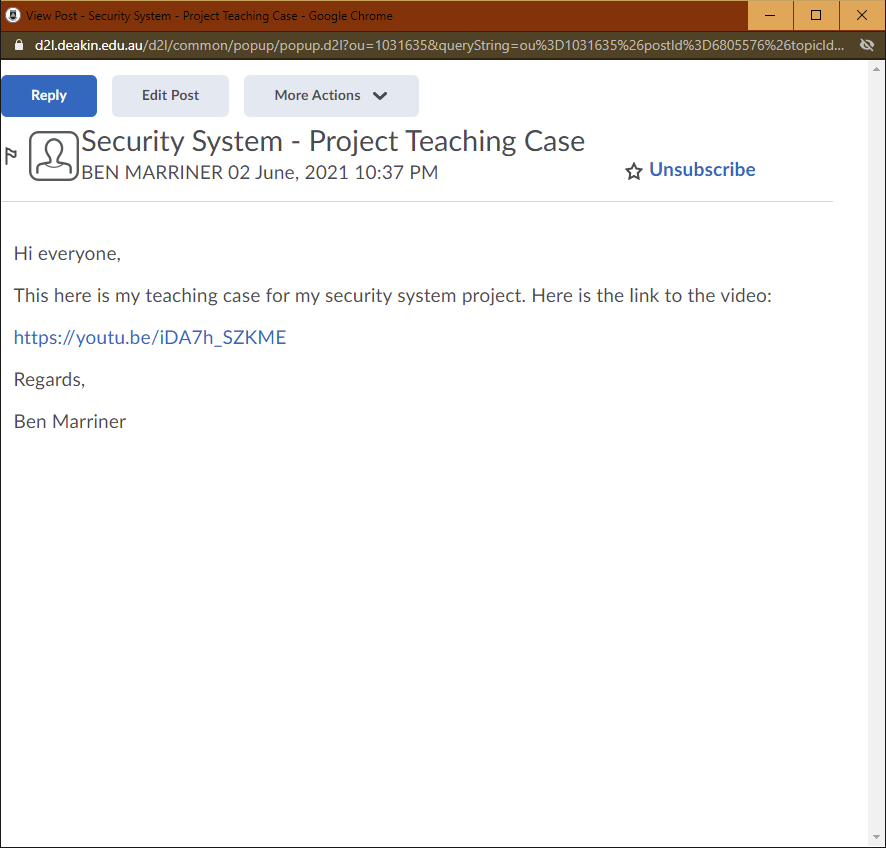 View Post - Security System - Project Teaching Case - Google Chrome
d2l.deakin.edu.au/d2l/common/popup/popup.d2l?ou=1031635&queryString=ou%3D1031635%26postId%3D6805576%26topicId...
Reply Edit Post More Actions
Security System - Project Teaching Case
BEN MARRINER 02 June, 2021 10:37 PM
Unsubscribe
Hi everyone,
This here is my teaching case for my security system project. Here is the link to the video:
https://youtu.be/iDA7h_SZKME
Regards,
Ben Marriner